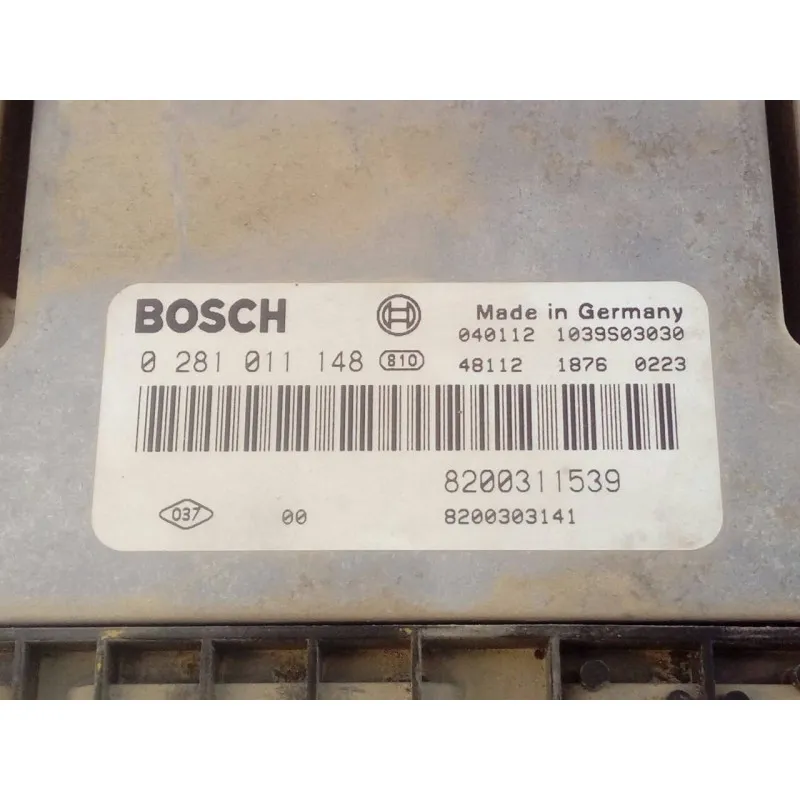 BOSCH
Made in Germany
040112 1039S03030
0 281 011 148 810
48112 1876 0223
8200311539
037 00 8200303141